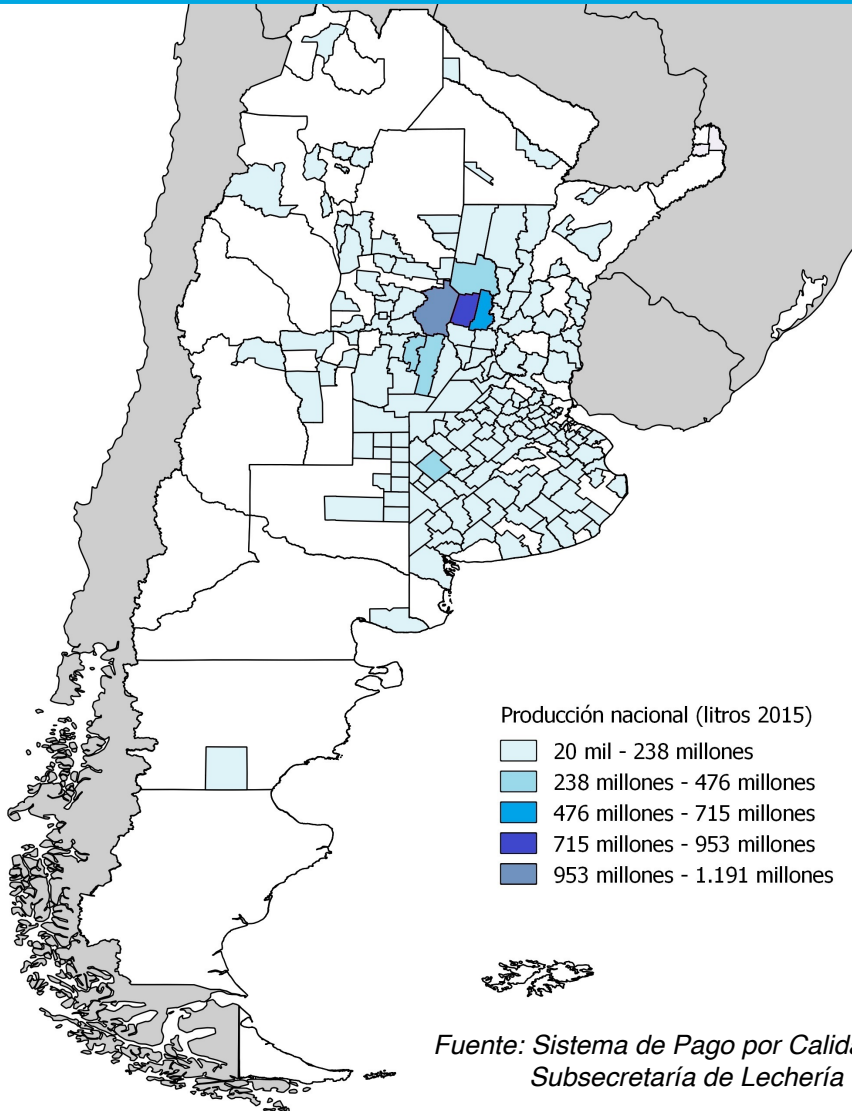 Producción nacional (litros 2015)
20 mil - 238 millones
238 millones - 476 millones
476 millones - 715 millones
715 millones - 953 millones
953 millones - 1.191 millones
Fuente: Sistema de Pago por
Subsecretaría de Lechería